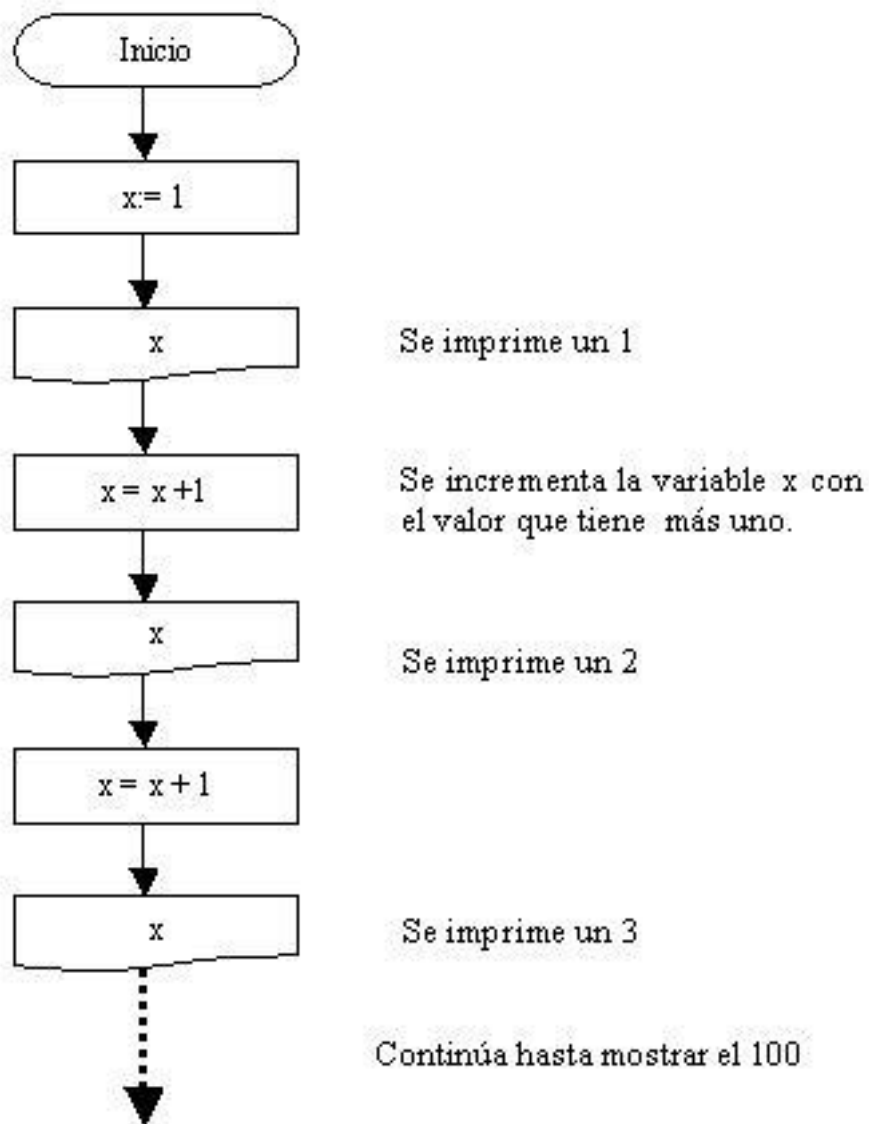 Inicio
x:= 1
x
Se imprime un 1
x = x +1
Se incrementa la variable x con
el valor que tiene más uno.
x
Se imprime un 2
x = x + 1
x
Se imprime un 3
Continúa hasta mostrar el 100